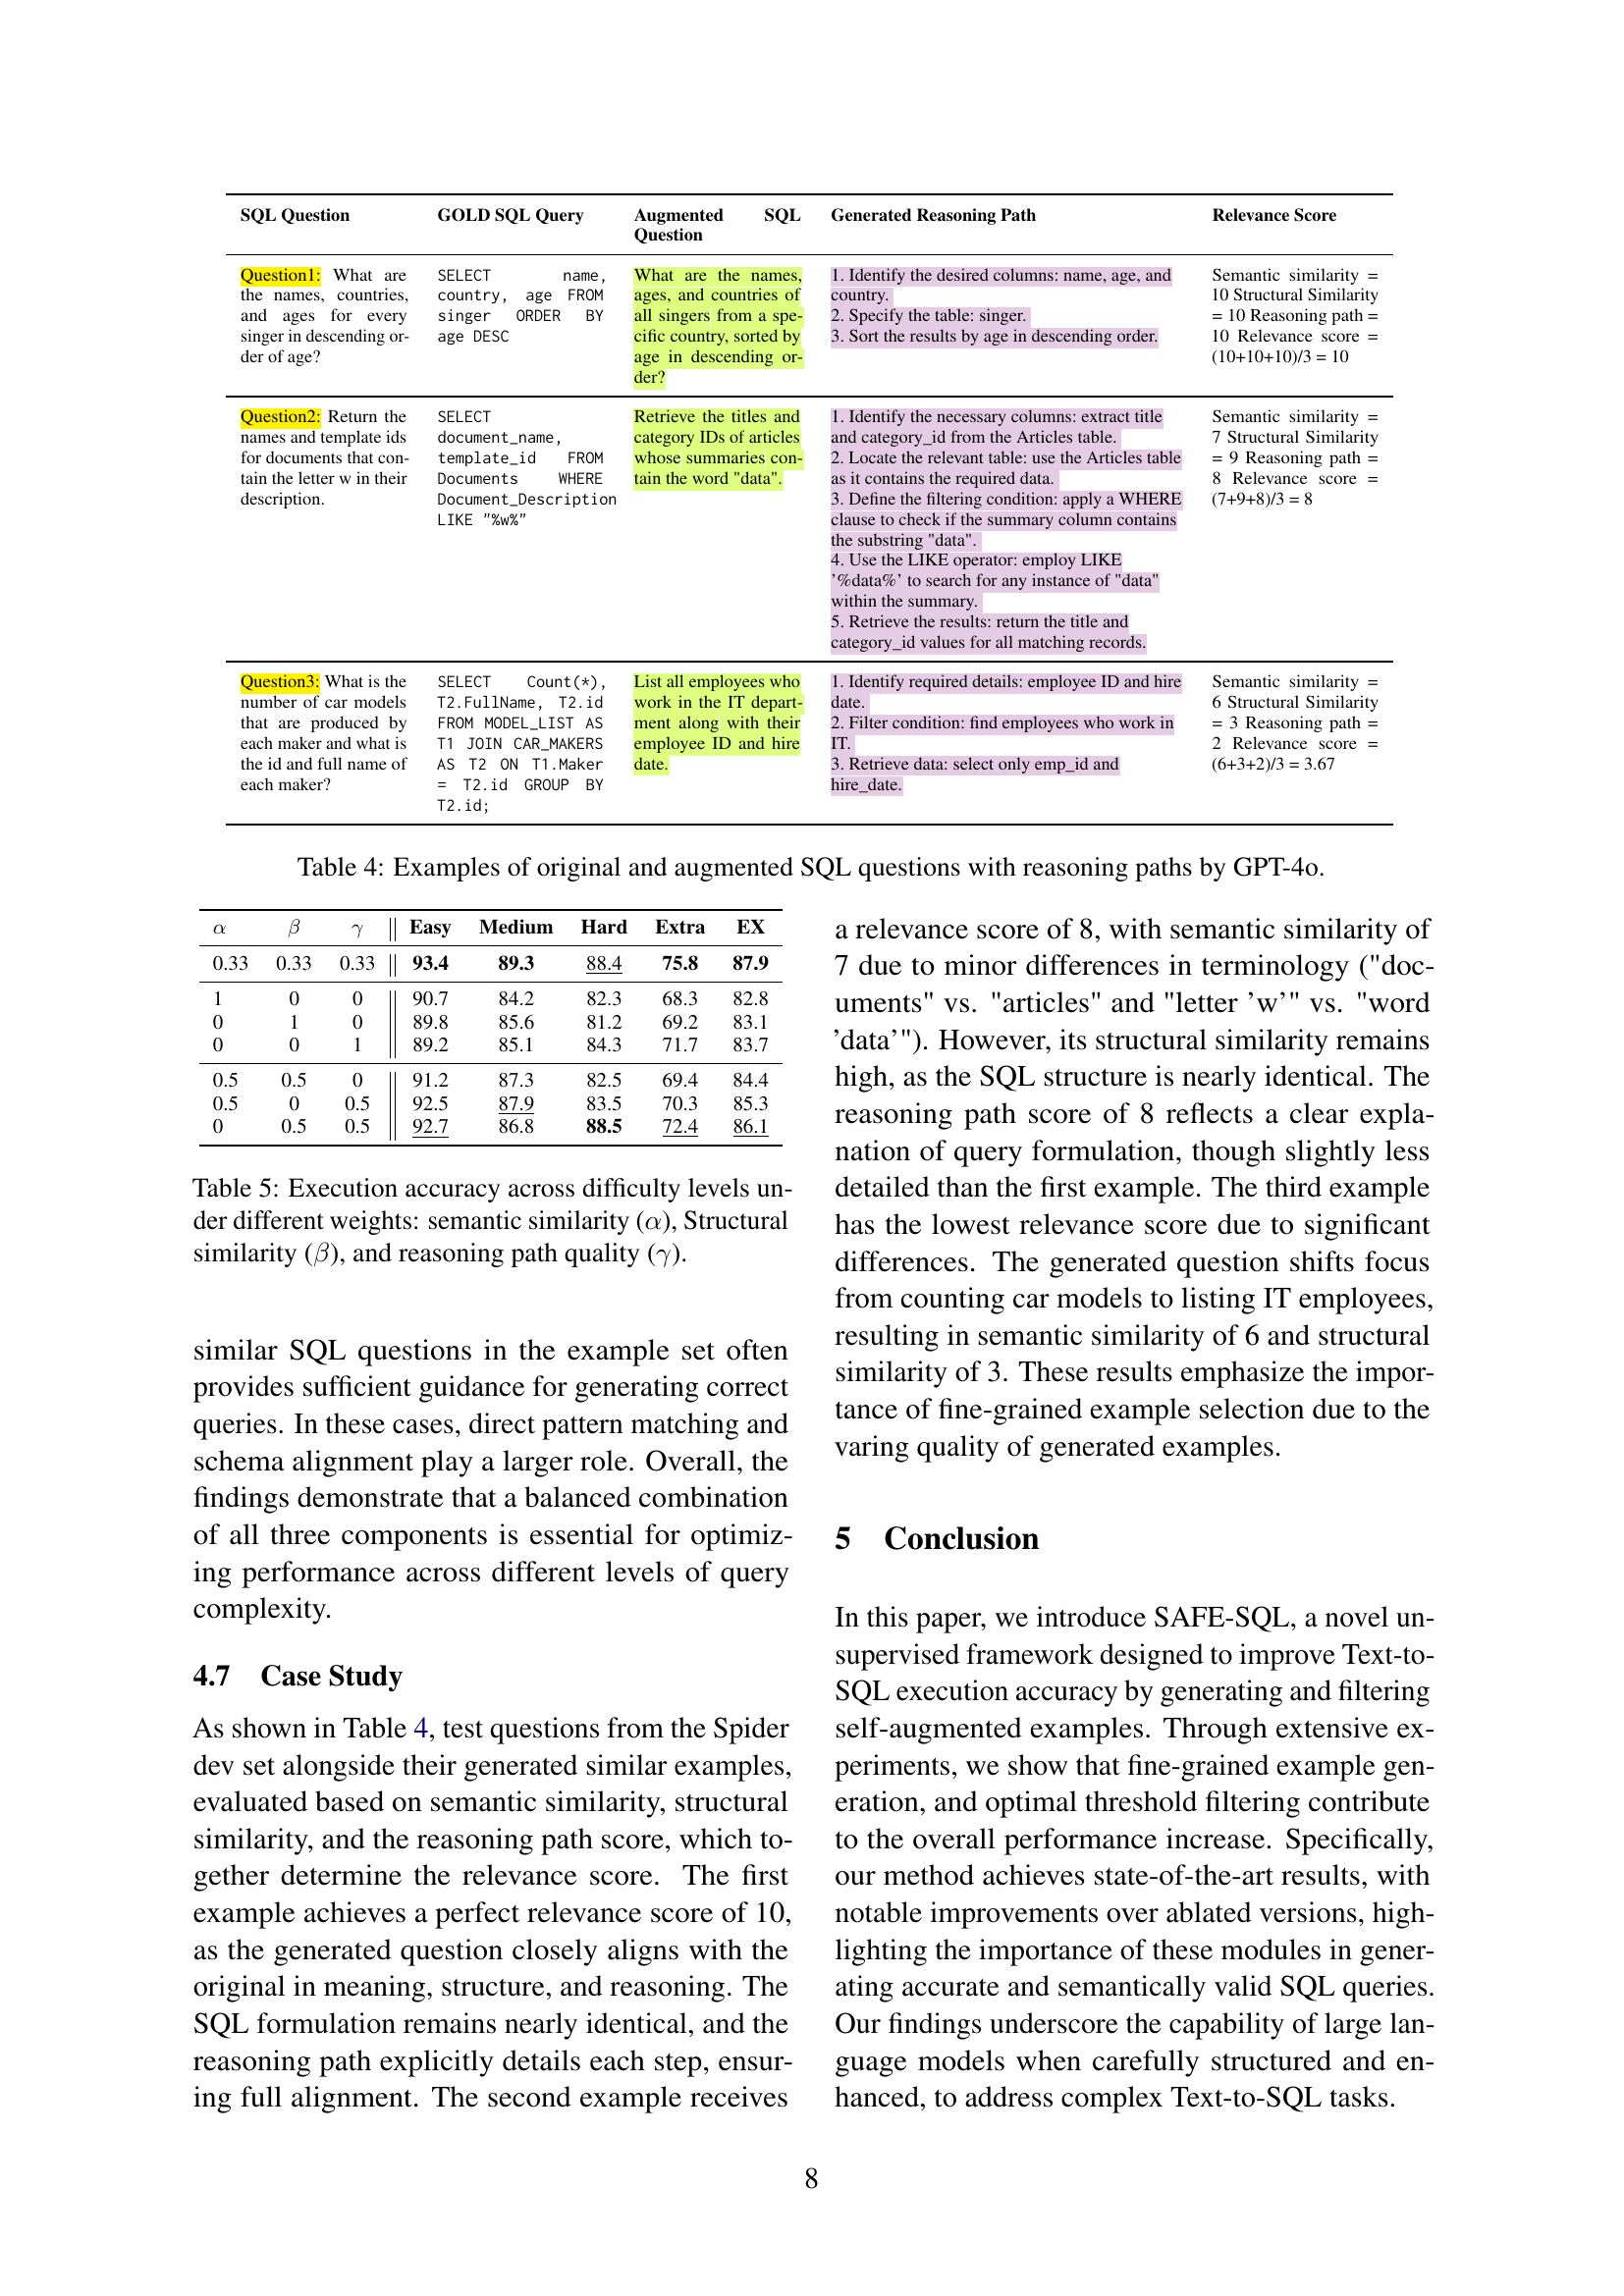 SQL Question GOLD SQL Query Augmented SQL Question Generated Reasoning Path Relevance Score
Question1: What are
the names, countries,
and ages for every
singer in descending or-
der of age?
SELECT name,
country, age FROM
singer ORDER BY
age DESC
What are the names,
ages, and countries of
all singers from a spe-
cific country, sorted by
age in descending or-
der?
1. Identify the desired columns: name, age, and
country.
2. Specify the table: singer.
3. Sort the results by age in descending order.
Semantic similarity =
10 Structural Similarity
= 10 Reasoning path =
10 Relevance score =
(10+10+10)/3 = 10
Question2: Return the
names and template ids
for documents that con-
tain the letter w in their
description.
SELECT
document_name,
template_id FROM
Documents WHERE
Document_Description
LIKE "%w%"
Retrieve the titles and
category IDs of articles
whose summaries con-
tain the word "data".
1. Identify the necessary columns: extract title
and category_id from the Articles table.
2. Locate the relevant table: use the Articles table
as it contains the required data.
3. Define the filtering condition: apply a WHERE
clause to check if the summary column contains
the substring "data".
4. Use the LIKE operator: employ LIKE
’%data%’ to search for any instance of "data"
within the summary.
5. Retrieve the results: return the title and
category_id values for all matching records.
Semantic similarity =
7 Structural Similarity
= 9 Reasoning path =
8 Relevance score =
(7+9+8)/3 = 8
Question3: What is the
number of car models
that are produced by
each maker and what is
the id and full name of
each maker?
SELECT Count(*),
T2.FullName, T2.id
FROM MODEL_LIST AS
T1 JOIN CAR_MAKERS
AS T2 ON T1.Maker
= T2.id GROUP BY
T2.id;
List all employees who
work in the IT depart-
ment along with their
employee ID and hire
date.
1. Identify required details: employee ID and hire
date.
2. Filter condition: find employees who work in
IT.
3. Retrieve data: select only emp_id and
hire_date.
Semantic similarity =
6 Structural Similarity
= 3 Reasoning path =
2 Relevance score =
(6+3+2)/3 = 3.67
Table 4: Examples of original and augmented SQL questions with reasoning paths by GPT-4o.
α β γ Easy Medium Hard Extra EX
0.33 0.33 0.33 93.4 89.3 88.4 75.8 87.9
1 0 0 90.7 84.2 82.3 68.3 82.8
0 1 0 89.8 85.6 81.2 69.2 83.1
0 0 1 89.2 85.1 84.3 71.7 83.7
0.5 0.5 0 91.2 87.3 82.5 69.4 84.4
0.5 0 0.5 92.5 87.9 83.5 70.3 85.3
0 0.5 0.5 92.7 86.8 88.5 72.4 86.1
Table 5: Execution accuracy across difficulty levels un-
der different weights: semantic similarity (α), Structural
similarity (β), and reasoning path quality (γ).
similar SQL questions in the example set often
provides sufficient guidance for generating correct
queries. In these cases, direct pattern matching and
schema alignment play a larger role. Overall, the
findings demonstrate that a balanced combination
of all three components is essential for optimiz-
ing performance across different levels of query
complexity.
4.7 Case Study
As shown in Table 4, test questions from the Spider
dev set alongside their generated similar examples,
evaluated based on semantic similarity, structural
similarity, and the reasoning path score, which to-
gether determine the relevance score. The first
example achieves a perfect relevance score of 10,
as the generated question closely aligns with the
original in meaning, structure, and reasoning. The
SQL formulation remains nearly identical, and the
reasoning path explicitly details each step, ensur-
ing full alignment. The second example receives
a relevance score of 8, with semantic similarity of
7 due to minor differences in terminology ("doc-
uments" vs. "articles" and "letter ’w’" vs. "word
’data’"). However, its structural similarity remains
high, as the SQL structure is nearly identical. The
reasoning path score of 8 reflects a clear expla-
nation of query formulation, though slightly less
detailed than the first example. The third example
has the lowest relevance score due to significant
differences. The generated question shifts focus
from counting car models to listing IT employees,
resulting in semantic similarity of 6 and structural
similarity of 3. These results emphasize the impor-
tance of fine-grained example selection due to the
varing quality of generated examples.
5 Conclusion
In this paper, we introduce SAFE-SQL, a novel un-
supervised framework designed to improve Text-to-
SQL execution accuracy by generating and filtering
self-augmented examples. Through extensive ex-
periments, we show that fine-grained example gen-
eration, and optimal threshold filtering contribute
to the overall performance increase. Specifically,
our method achieves state-of-the-art results, with
notable improvements over ablated versions, high-
lighting the importance of these modules in gener-
ating accurate and semantically valid SQL queries.
Our findings underscore the capability of large lan-
guage models when carefully structured and en-
hanced, to address complex Text-to-SQL tasks.
8